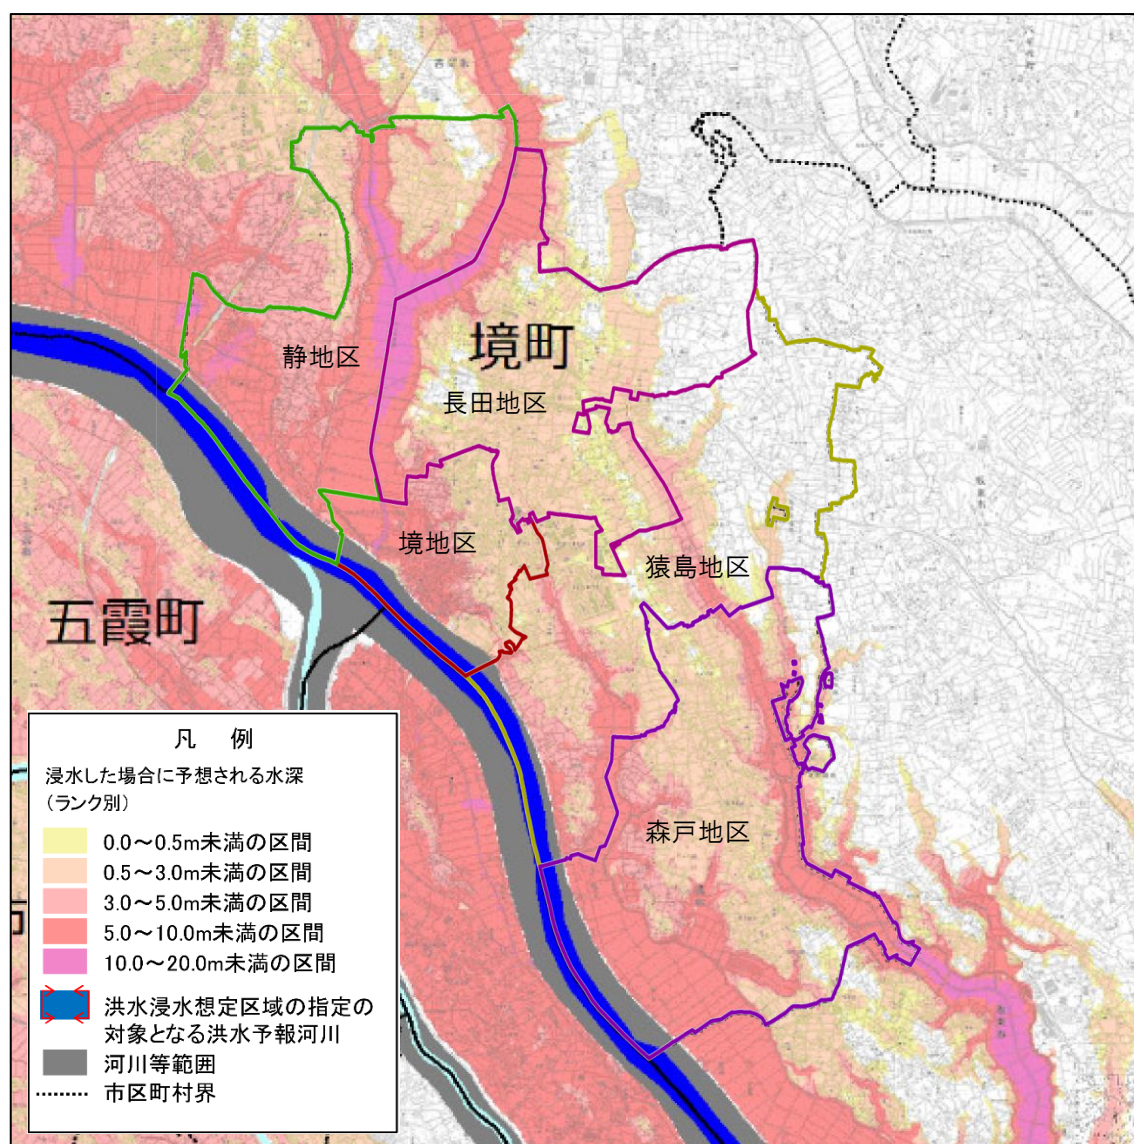 境町
静地区
長田地区
境地区
猿島地区
五霞町
森戸地区
凡 例
浸水した場合に予想される水深
(ランク別)
0.0～0.5m未満の区間
0.5～3.0m未満の区間
3.0～5.0m未満の区間
5.0～10.0m未満の区間
10.0～20.0m未満の区間
洪水浸水想定区域の指定の
対象となる洪水予報河川
河川等範囲
市区町村界